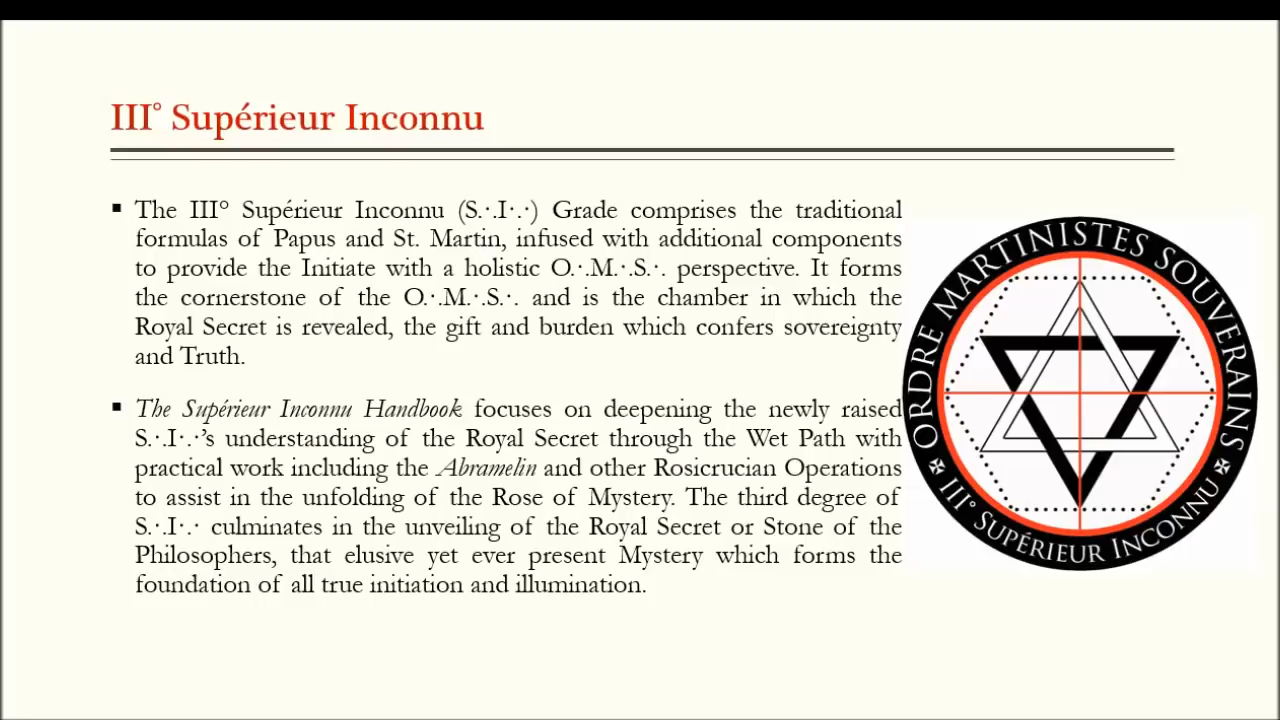 III° Supérieur Inconnu
▪ The III° Supérieur Inconnu (S.·.I·.·) Grade comprises the traditional
formulas of Papus and St. Martin, infused with additional components
to provide the Initiate with a holistic O.·.M.·.S.·. perspective. It forms
the cornerstone of the O.·.M.·.S.·. and is the chamber in which the
Royal Secret is revealed, the gift and burden which confers sovereignty
and Truth.
▪ The Supérieur Inconnu Handbook focuses on deepening the newly raised
S.·.I·.·'s understanding of the Royal Secret through the Wet Path with
practical work including the Abramelin and other Rosicrucian Operations
to assist in the unfolding of the Rose of Mystery. The third degree of
S.·.I·.· culminates in the unveiling of the Royal Secret or Stone of the
Philosophers, that elusive yet ever present Mystery which forms the
foundation of all true initiation and illumination.
ORDRE MARTINISTES SOUVERAINS
✠ III° SUPÉRIEUR INCONNU ✠